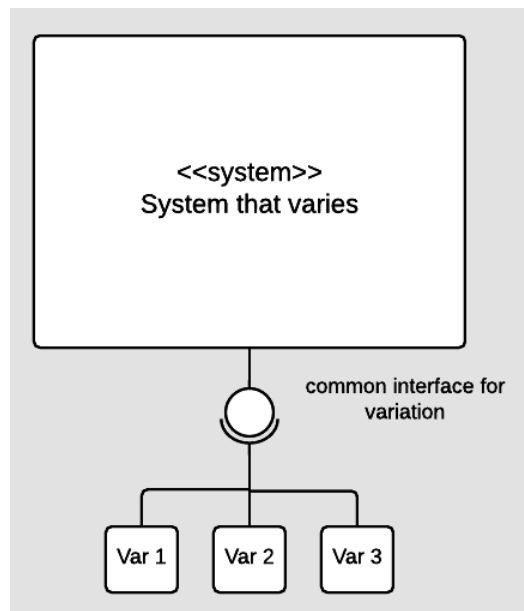 <<system>>
System that varies
common interface for
variation
Var 1
Var 2
Var 3